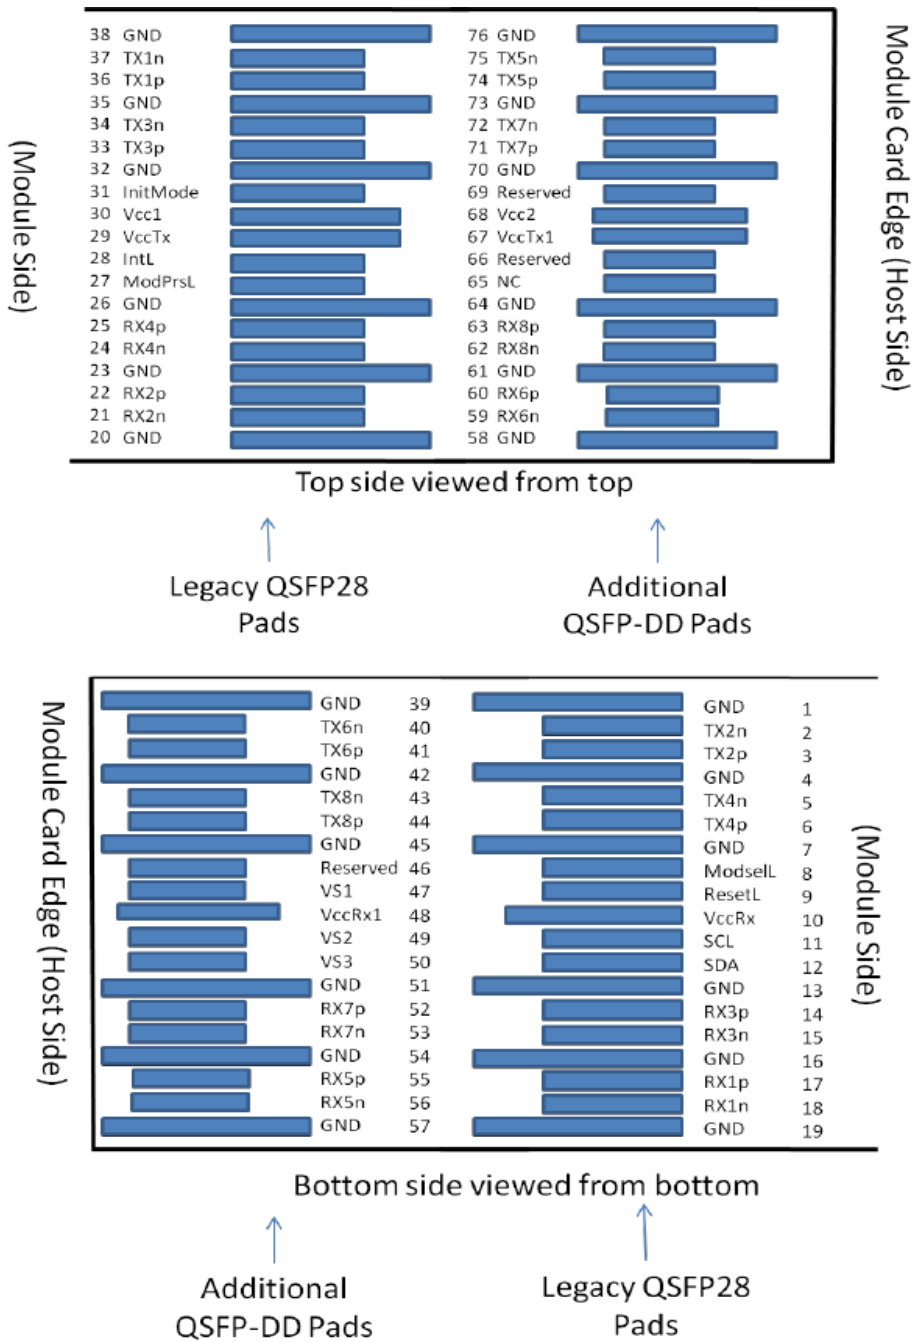 (Module Side)
38 GND 76 GND
37 TX1n 75 TX5n
36 TX1p 74 TX5p
35 GND 73 GND
34 TX3n 72 TX7n
33 TX3p 71 TX7p
32 GND 70 GND
31 InitMode 69 Reserved
30 Vcc1 68 Vcc2
29 VccTx 67 VccTx1
28 IntL 66 Reserved
27 ModPrsL 65 NC
26 GND 64 GND
25 RX4p 63 RX8p
24 RX4n 62 RX8n
23 GND 61 GND
22 RX2p 60 RX6p
21 RX2n 59 RX6n
20 GND 58 GND
Module Card Edge (Host Side)
Top side viewed from top
Legacy QSFP28
Pads
Additional
QSFP-DD Pads
Module Card Edge (Host Side)
GND 39 GND 1
TX6n 40 TX2n 2
TX6p 41 TX2p 3
GND 42 GND 4
TX8n 43 TX4n 5
TX8p 44 TX4p 6
GND 45 GND 7
Reserved 46 ModselL 8
VS1 47 ResetL 9
VccRx1 48 VccRx 10
VS2 49 SCL 11
VS3 50 SDA 12
GND 51 GND 13
RX7p 52 RX3p 14
RX7n 53 RX3n 15
GND 54 GND 16
RX5p 55 RX1p 17
RX5n 56 RX1n 18
GND 57 GND 19
(Module Side)
Bottom side viewed from bottom
Additional
QSFP-DD Pads
Legacy QSFP28
Pads